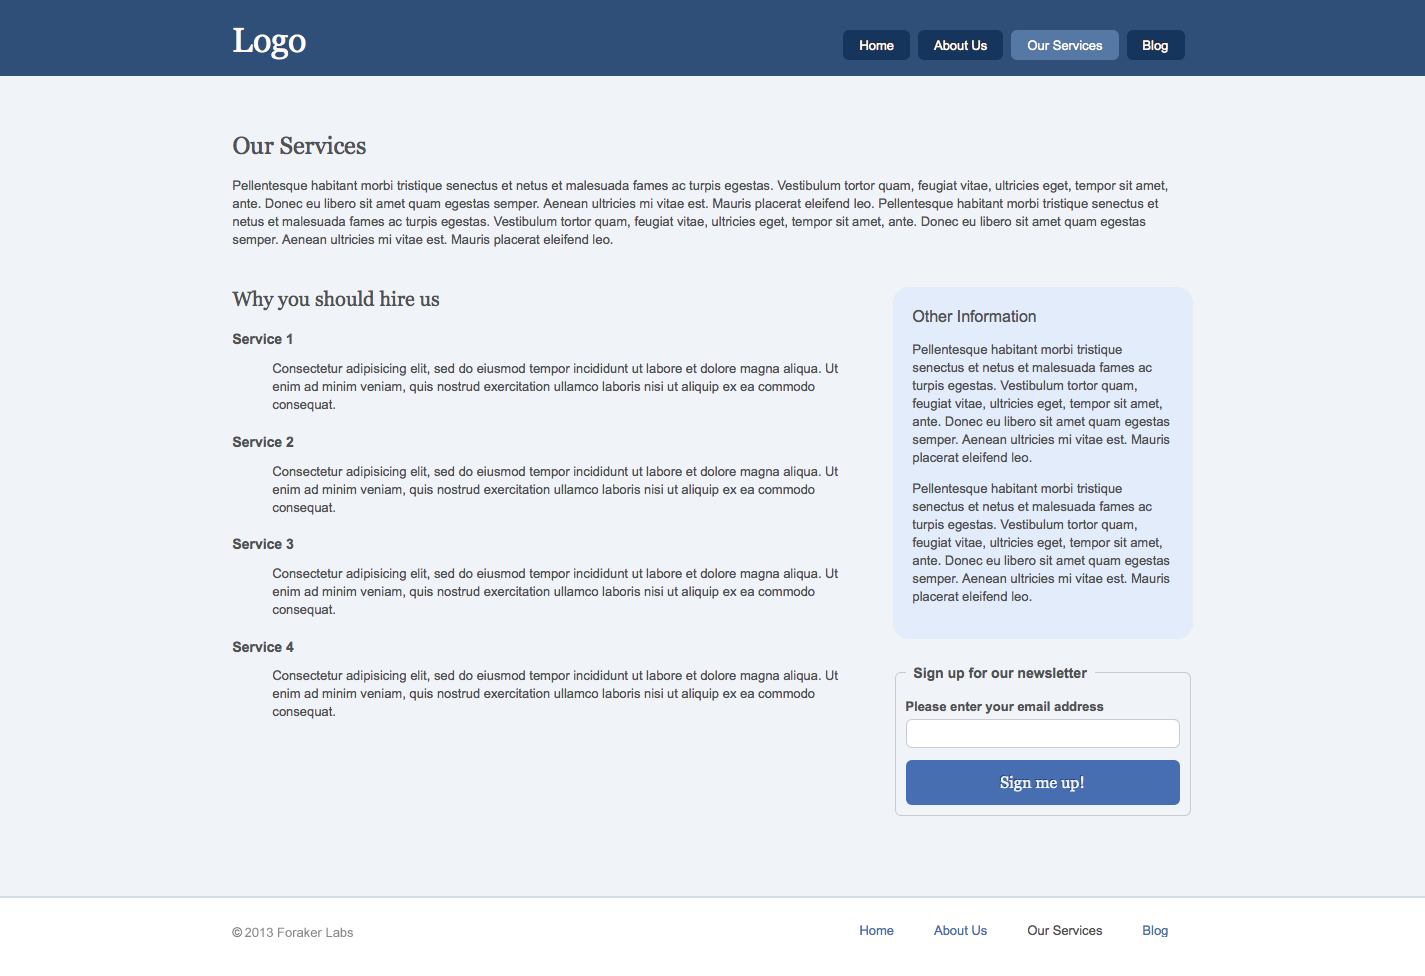 Logo
Home
About Us
Our Services
Blog
Our Services
Pellentesque habitant morbi tristique senectus et netus et malesuada fames ac turpis egestas. Vestibulum tortor quam, feugiat vitae, ultricies eget, tempor sit amet,
ante. Donec eu libero sit amet quam egestas semper. Aenean ultricies mi vitae est. Mauris placerat eleifend leo. Pellentesque habitant morbi tristique senectus et
netus et malesuada fames ac turpis egestas. Vestibulum tortor quam, feugiat vitae, ultricies eget, tempor sit amet, ante. Donec eu libero sit amet quam egestas
semper. Aenean ultricies mi vitae est. Mauris placerat eleifend leo.
Why you should hire us
Service 1
Consectetur adipisicing elit, sed do eiusmod tempor incididunt ut labore et dolore magna aliqua. Ut
enim ad minim veniam, quis nostrud exercitation ullamco laboris nisi ut aliquip ex ea commodo
consequat.
Service 2
Consectetur adipisicing elit, sed do eiusmod tempor incididunt ut labore et dolore magna aliqua. Ut
enim ad minim veniam, quis nostrud exercitation ullamco laboris nisi ut aliquip ex ea commodo
consequat.
Service 3
Consectetur adipisicing elit, sed do eiusmod tempor incididunt ut labore et dolore magna aliqua. Ut
enim ad minim veniam, quis nostrud exercitation ullamco laboris nisi ut aliquip ex ea commodo
consequat.
Service 4
Consectetur adipisicing elit, sed do eiusmod tempor incididunt ut labore et dolore magna aliqua. Ut
enim ad minim veniam, quis nostrud exercitation ullamco laboris nisi ut aliquip ex ea commodo
consequat.
Other Information
Pellentesque habitant morbi tristique
senectus et netus et malesuada fames ac
turpis egestas. Vestibulum tortor quam,
feugiat vitae, ultricies eget, tempor sit amet,
ante. Donec eu libero sit amet quam egestas
semper. Aenean ultricies mi vitae est. Mauris
placerat eleifend leo.
Pellentesque habitant morbi tristique
senectus et netus et malesuada fames ac
turpis egestas. Vestibulum tortor quam,
feugiat vitae, ultricies eget, tempor sit amet,
ante. Donec eu libero sit amet quam egestas
semper. Aenean ultricies mi vitae est. Mauris
placerat eleifend leo.
Sign up for our newsletter
Please enter your email address
Sign me up!
© 2013 Foraker Labs
Home
About Us
Our Services
Blog